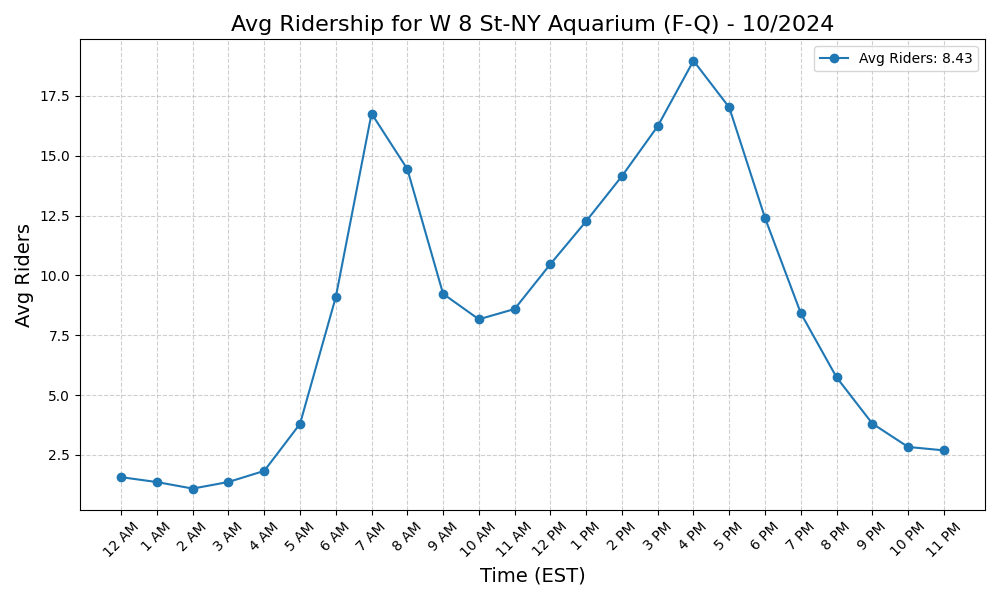 Avg Ridership for W 8 St-NY Aquarium (F-Q) - 10/2024
Avg Riders: 8.43
Avg Riders
17.5
15.0
12.5
10.0
7.5
5.0
2.5
12 AM
1 AM
2 AM
3 AM
4 AM
5 AM
6 AM
7 AM
8 AM
9 AM
10 AM
11 AM
12 PM
1 PM
2 PM
3 PM
4 PM
5 PM
6 PM
7 PM
8 PM
9 PM
10 PM
11 PM
Time (EST)